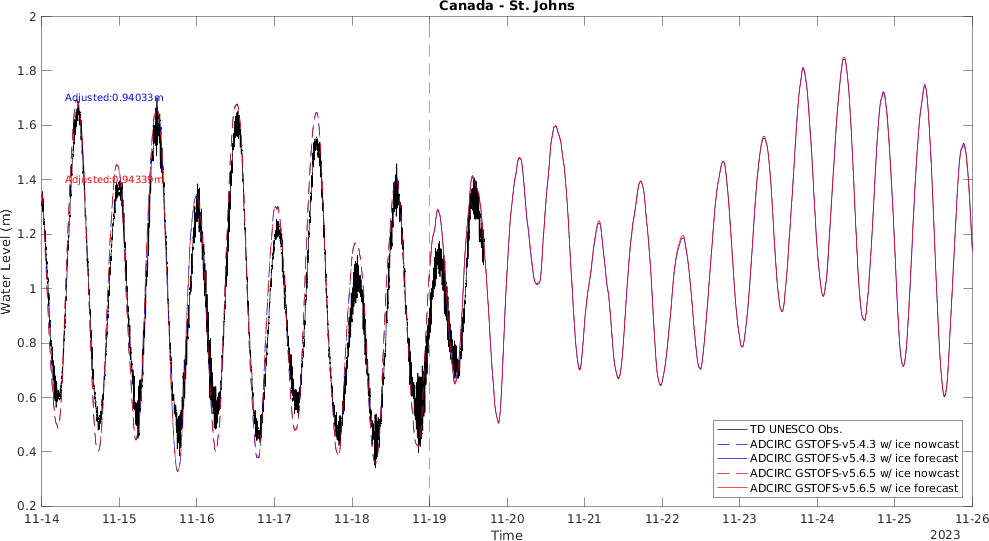 Canada - St. Johns
2
1.8
1.6
1.4
1.2
1
0.8
0.6
0.4
0.2
Water Level (m)
Adjusted:0.94033m
Adjusted:0.94339m
TD UNESCO Obs.
ADCIRC GSTOFS-v5.4.3 w/ ice nowcast
ADCIRC GSTOFS-v5.4.3 w/ ice forecast
ADCIRC GSTOFS-v5.6.5 w/ ice nowcast
ADCIRC GSTOFS-v5.6.5 w/ ice forecast
11-14 11-15 11-16 11-17 11-18 11-19 11-20 11-21 11-22 11-23 11-24 11-25 11-26
Time
2023